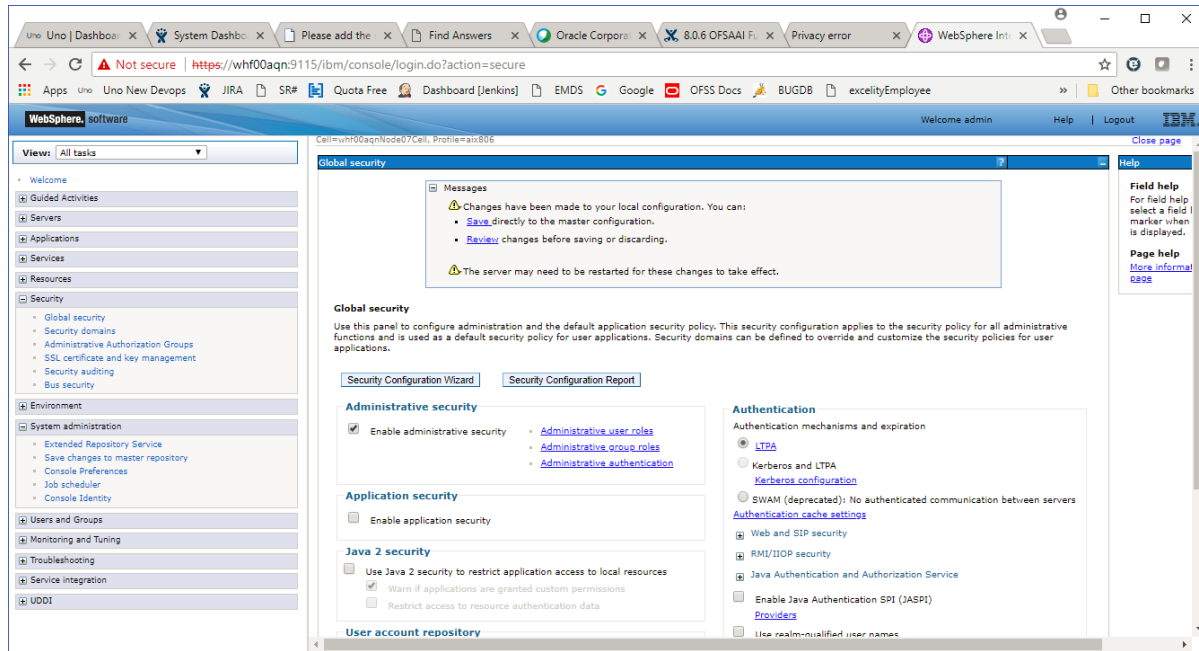 Uno Uno | Dashboar
System Dashbo
Please add the
Find Answers
Oracle Corporat
8.0.6 OFSAAI Fu
Privacy error
WebSphere Int
Not secure | https://whf00aqn:9115/ibm/console/login.do?action=secure
Apps
Uno Uno New Devops
JIRA
SR#
Quota Free
Dashboard [Jenkins]
EMDS
G Google
OFSS Docs
BUGDB
excelityEmployee
»
Other bookmarks
WebSphere. software
Welcome admin
Help | Logout
IBM.
View: All tasks
Welcome
Guided Activities
Servers
Applications
Services
Resources
Security
Global security
Security domains
Administrative Authorization Groups
SSL certificate and key management
Security auditing
Bus security
Environment
System administration
Extended Repository Service
Save changes to master repository
Console Preferences
Job scheduler
Console Identity
Users and Groups
Monitoring and Tuning
Troubleshooting
Service integration
UDDI
Cell=whf00aqnNode07Cell, Profile=aix806
Close page
Global security
?
Messages
Changes have been made to your local configuration. You can:
Save directly to the master configuration.
Review changes before saving or discarding.
The server may need to be restarted for these changes to take effect.
Global security
Use this panel to configure administration and the default application security policy. This security configuration applies to the security policy for all administrative
functions and is used as a default security policy for user applications. Security domains can be defined to override and customize the security policies for user
applications.
Security Configuration Wizard
Security Configuration Report
Administrative security
Enable administrative security
Administrative user roles
Administrative group roles
Administrative authentication
Application security
Enable application security
Java 2 security
Use Java 2 security to restrict application access to local resources
Warn if applications are granted custom permissions
Restrict access to resource authentication data
User account repository
Authentication
Authentication mechanisms and expiration
LTPA
Kerberos and LTPA
Kerberos configuration
SWAM (deprecated): No authenticated communication between servers
Authentication cache settings
Web and SIP security
RMI/IIOP security
Java Authentication and Authorization Service
Enable Java Authentication SPI (JASPI)
Providers
Use realm-qualified user names
Help
Field help
For field help
select a field l
marker when
is displayed.
Page help
More informat
page